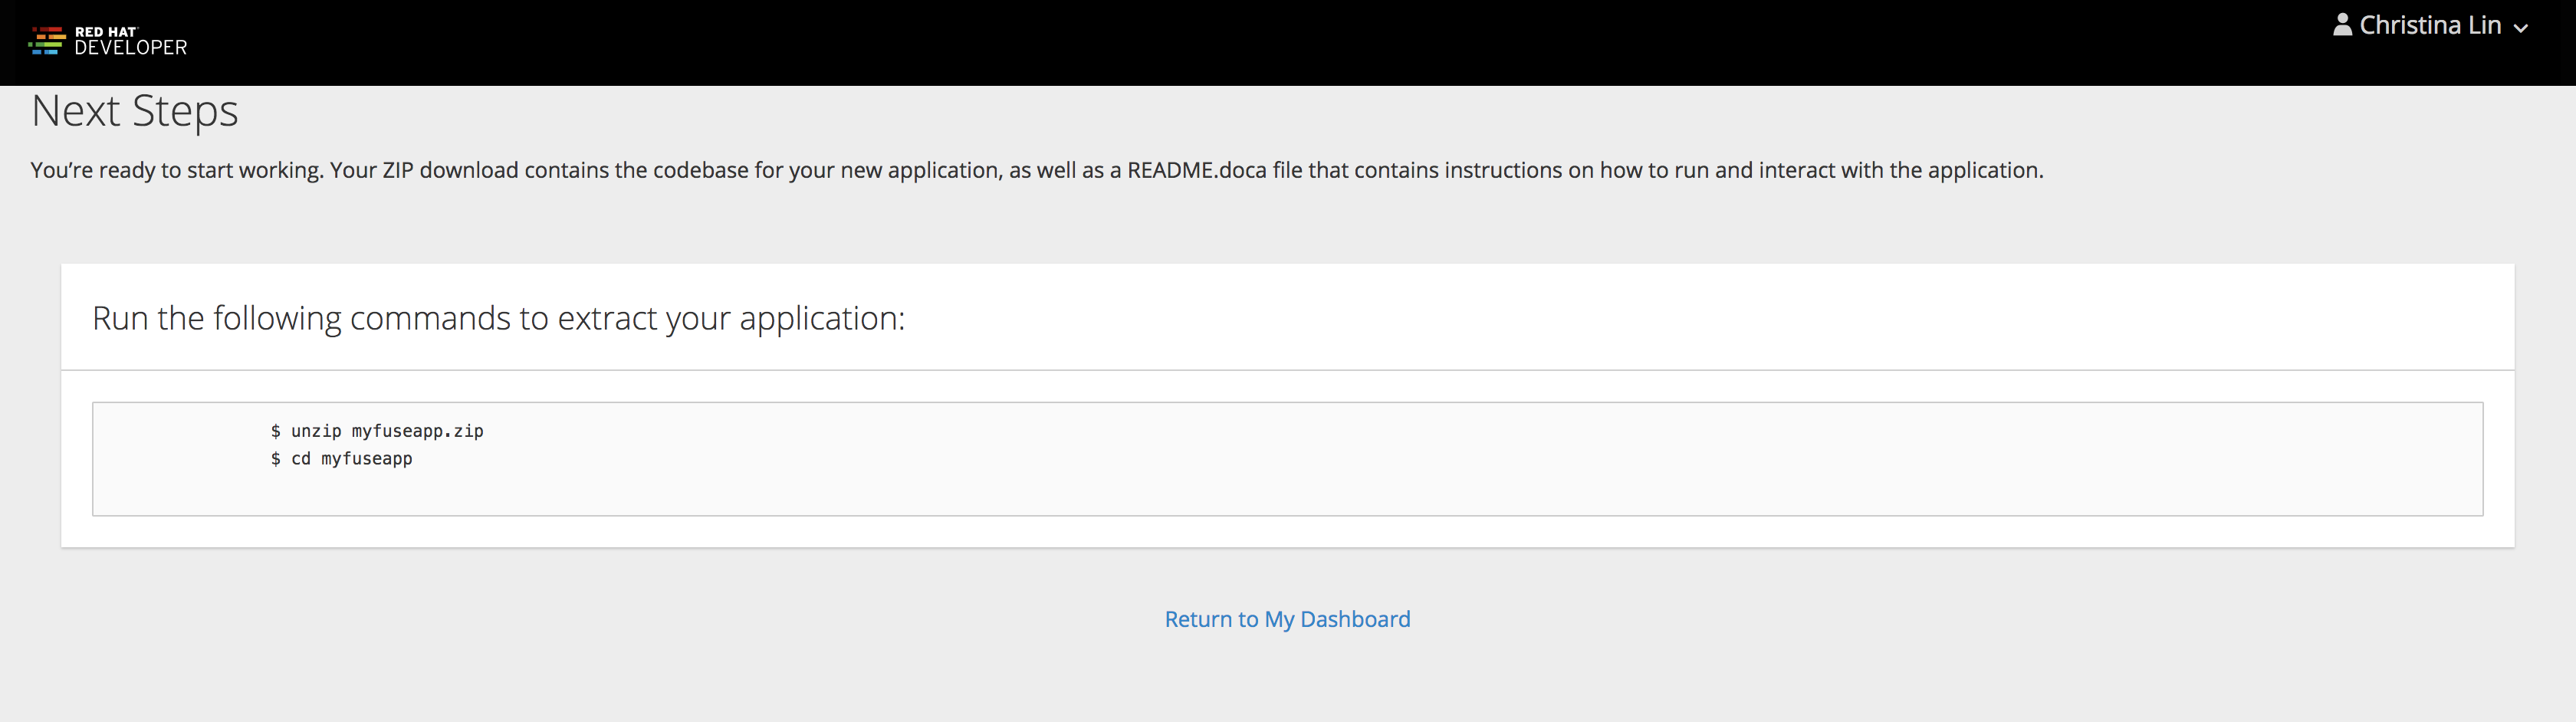 RED HAT
DEVELOPER
Christina Lin
Next Steps
You’re ready to start working. Your ZIP download contains the codebase for your new application, as well as a README.doca file that contains instructions on how to run and interact with the application.
Run the following commands to extract your application:
$ unzip myfuseapp.zip
$ cd myfuseapp
Return to My Dashboard